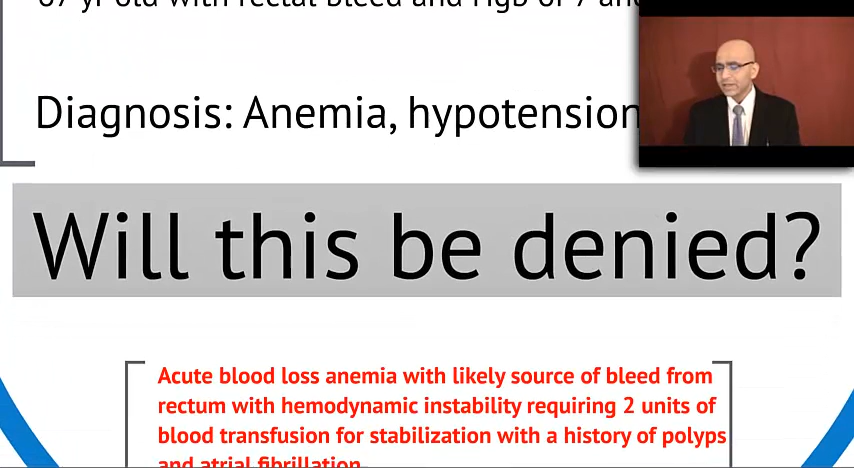 67 yr old with rectal bleed and Hgb of 7 and
Diagnosis: Anemia, hypotension
Will this be denied?
Acute blood loss anemia with likely source of bleed from
rectum with hemodynamic instability requiring 2 units of
blood transfusion for stabilization with a history of polyps
and atrial fibrillation